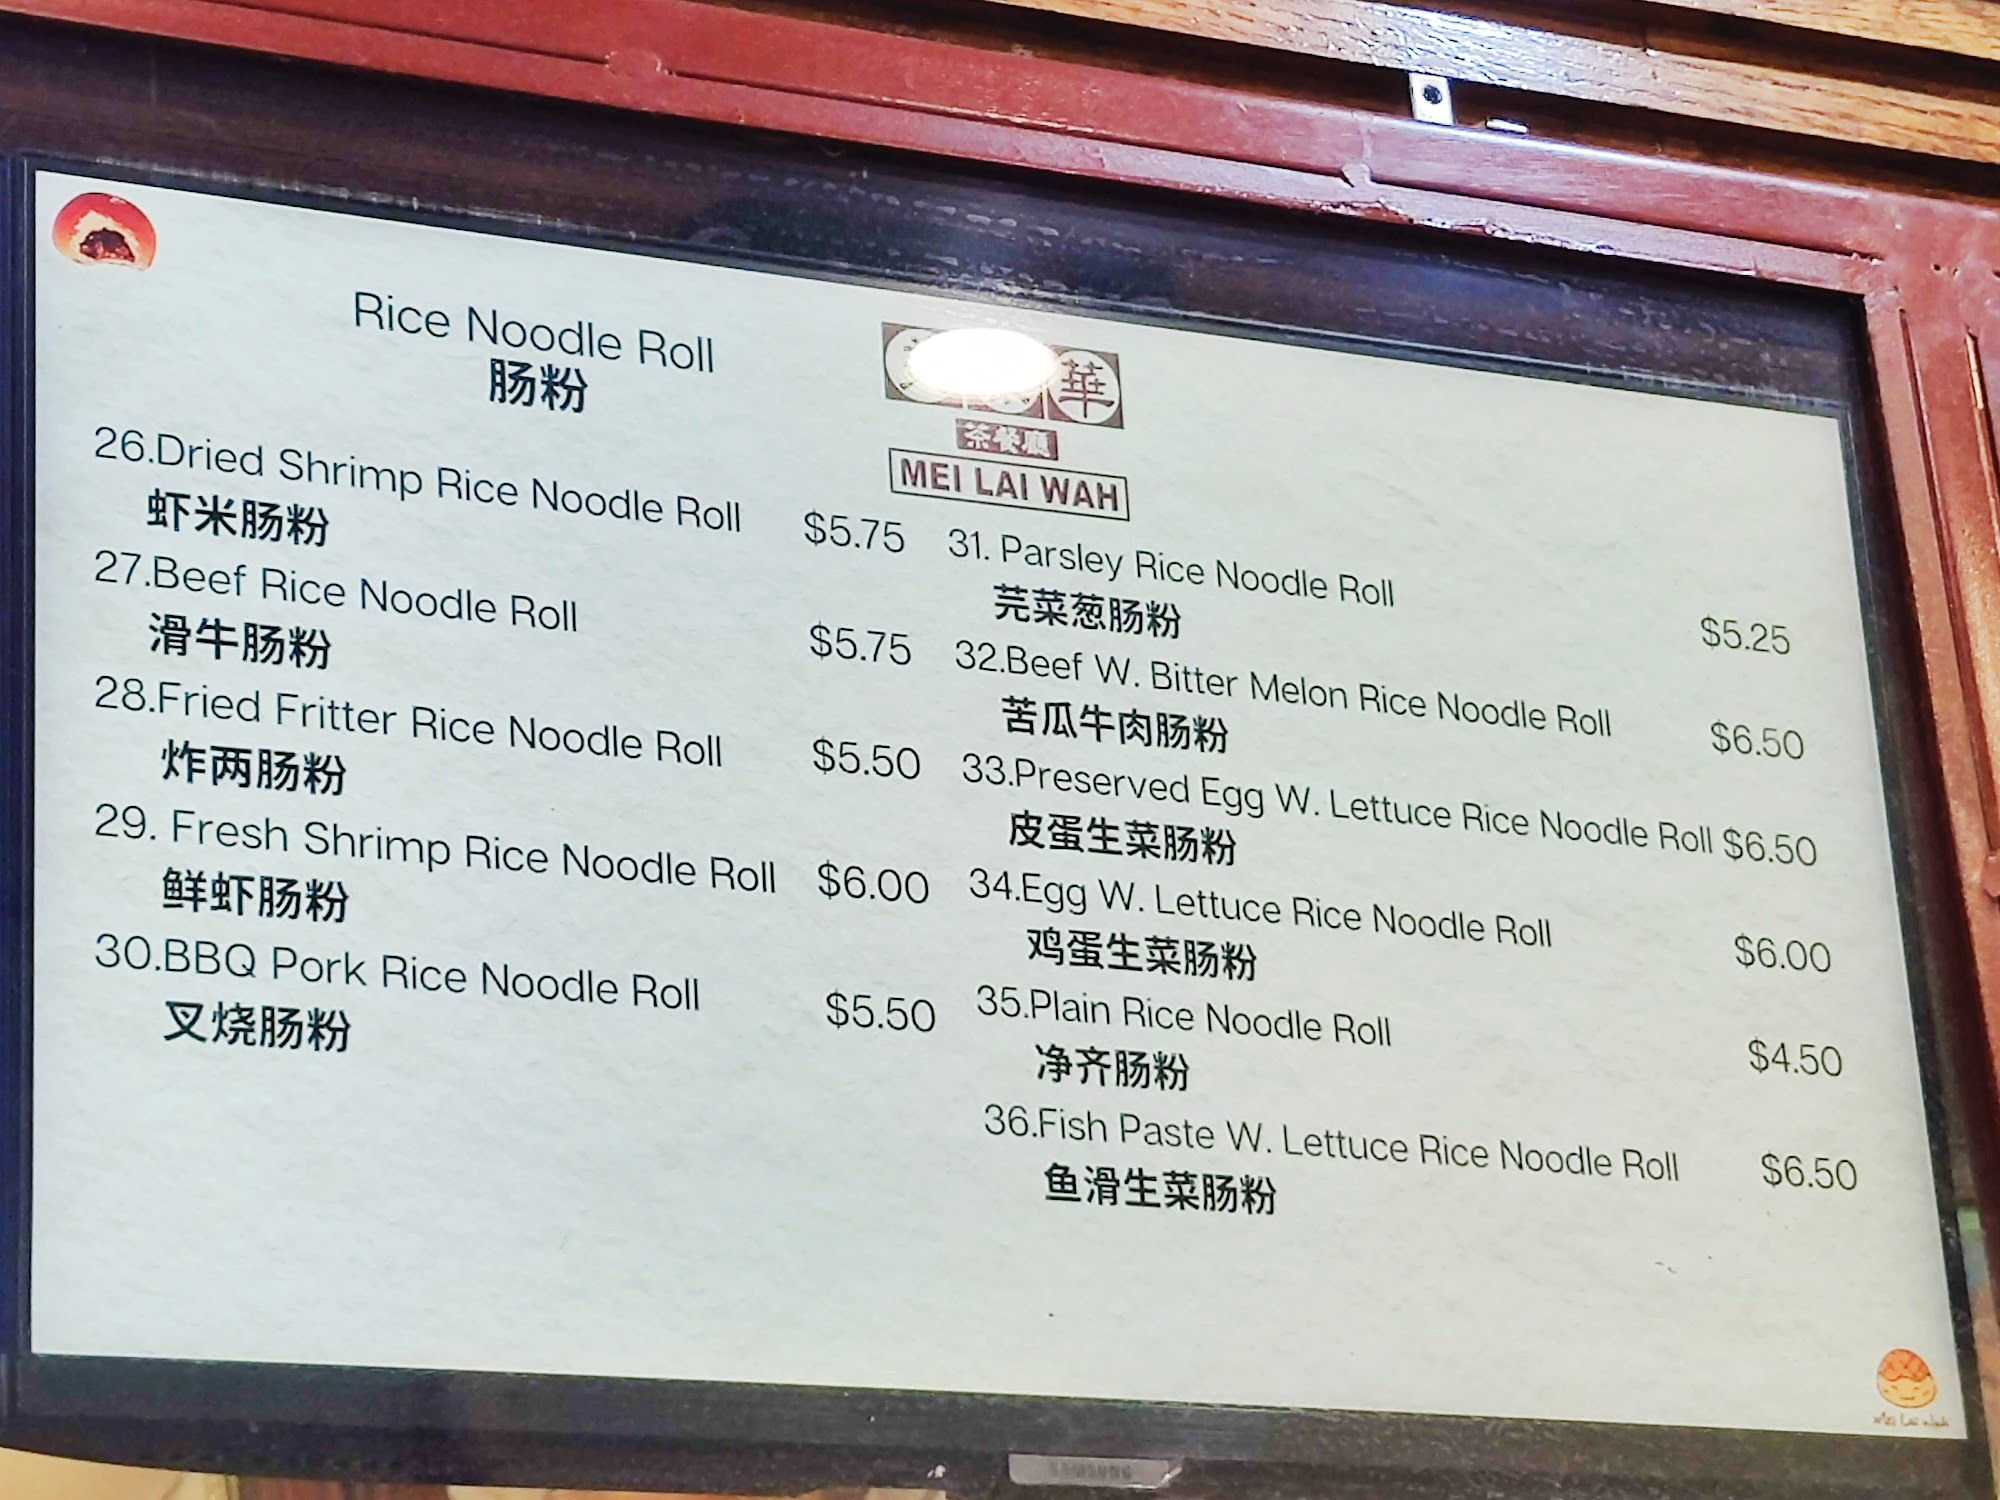 Rice Noodle Roll
肠粉
26.Dried Shrimp Rice Noodle Roll $5.75
虾米肠粉
27.Beef Rice Noodle Roll $5.75
滑牛肠粉
28.Fried Fritter Rice Noodle Roll $5.50
炸两肠粉
29. Fresh Shrimp Rice Noodle Roll $6.00
鲜虾肠粉
30.BBQ Pork Rice Noodle Roll $5.50
叉烧肠粉
華
茶餐廳
MEI LAI WAH
31. Parsley Rice Noodle Roll $5.25
芫菜葱肠粉
32.Beef W. Bitter Melon Rice Noodle Roll $6.50
苦瓜牛肉肠粉
33.Preserved Egg W. Lettuce Rice Noodle Roll $6.50
皮蛋生菜肠粉
34.Egg W. Lettuce Rice Noodle Roll $6.00
鸡蛋生菜肠粉
35.Plain Rice Noodle Roll $4.50
净齐肠粉
36.Fish Paste W. Lettuce Rice Noodle Roll $6.50
鱼滑生菜肠粉
Mei Lai Wah